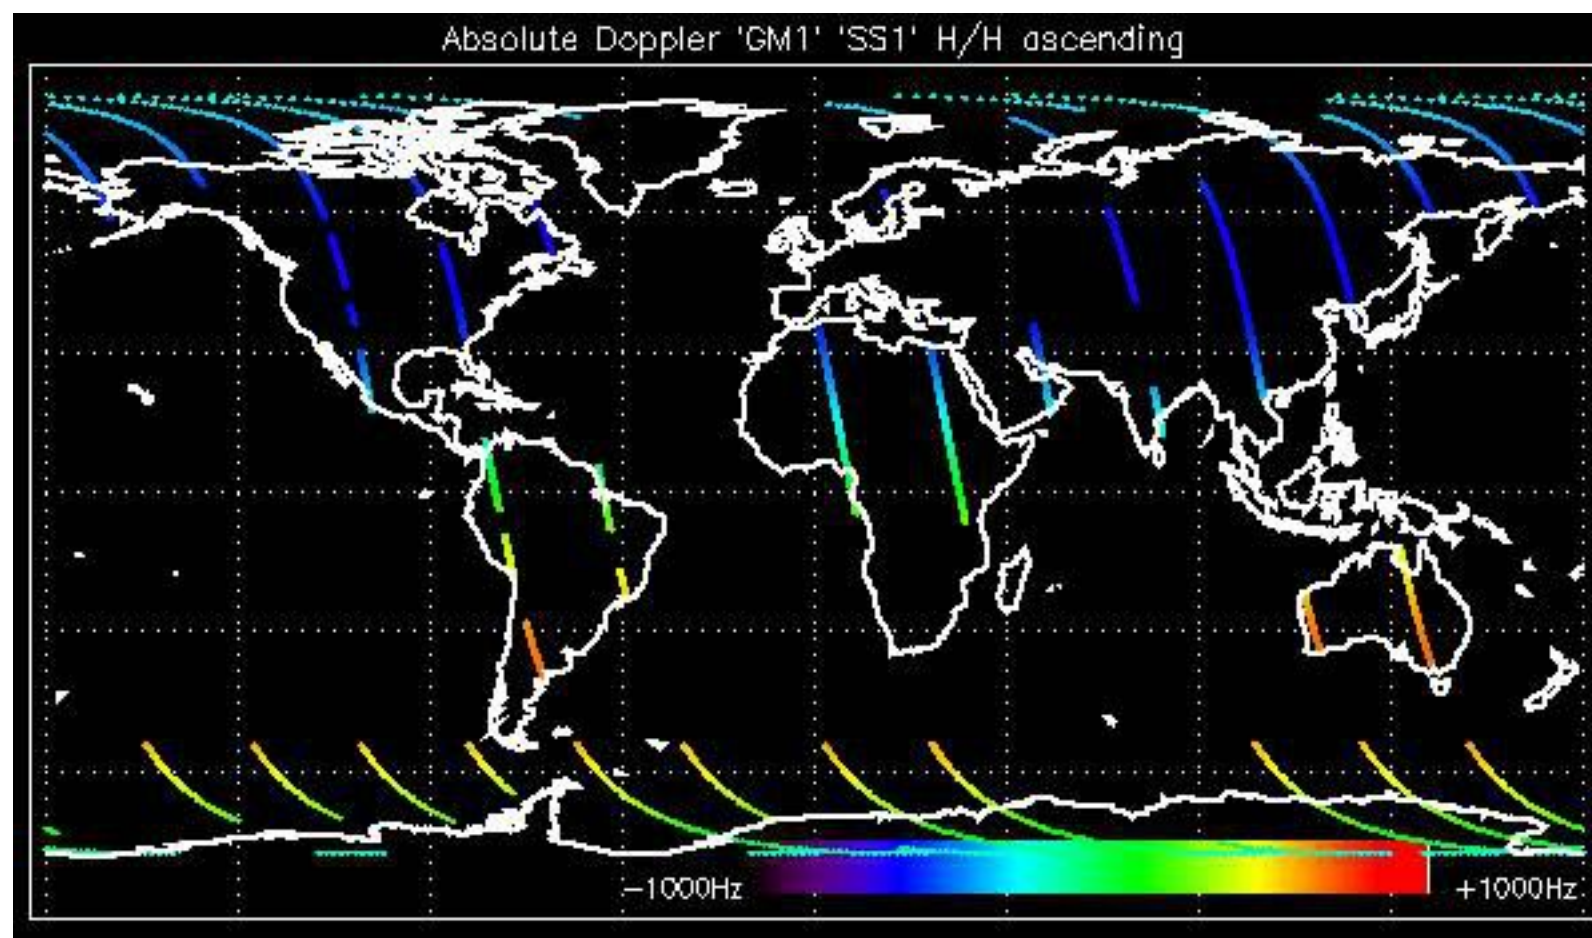 Absolute Doppler 'GM1' 'SS1' H/H ascending
-1000Hz
+1000Hz